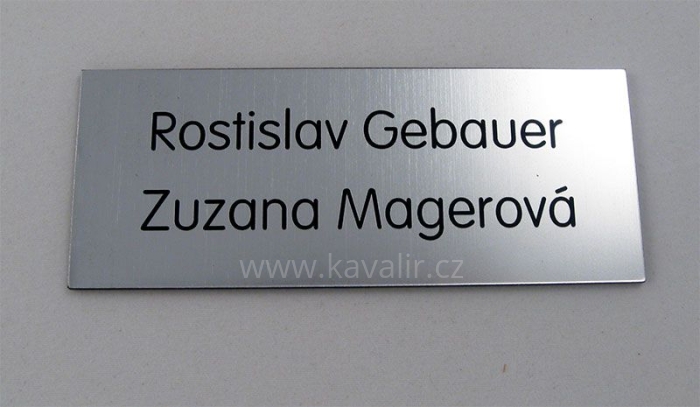 Rostislav Gebauer
Zuzana Magerová
www.kavalir.cz